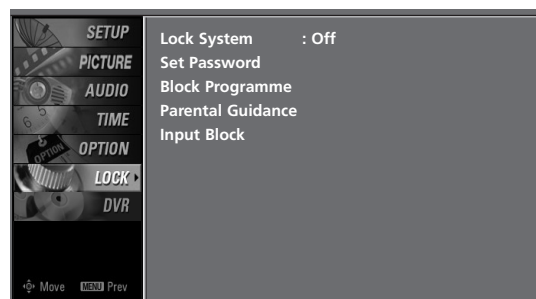 SETUP
PICTURE
AUDIO
TIME
OPTION
LOCK
DVR
Move MENU Prev
Lock System : Off
Set Password
Block Programme
Parental Guidance
Input Block